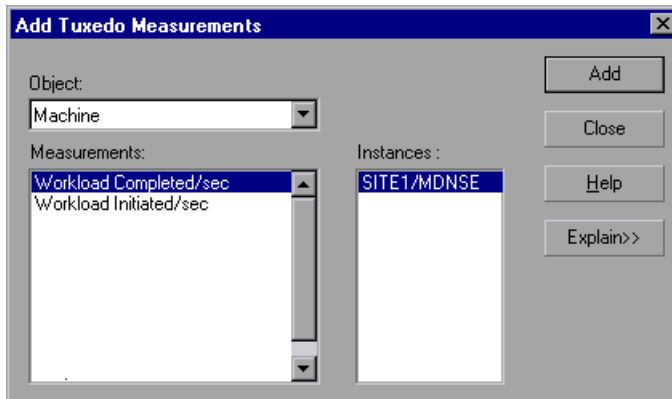 Add Tuxedo Measurements
Object:
Machine
Measurements:
Workload Completed/sec
Workload Initiated/sec
Instances :
SITE1/MDNSE
Add
Close
Help
Explain>>